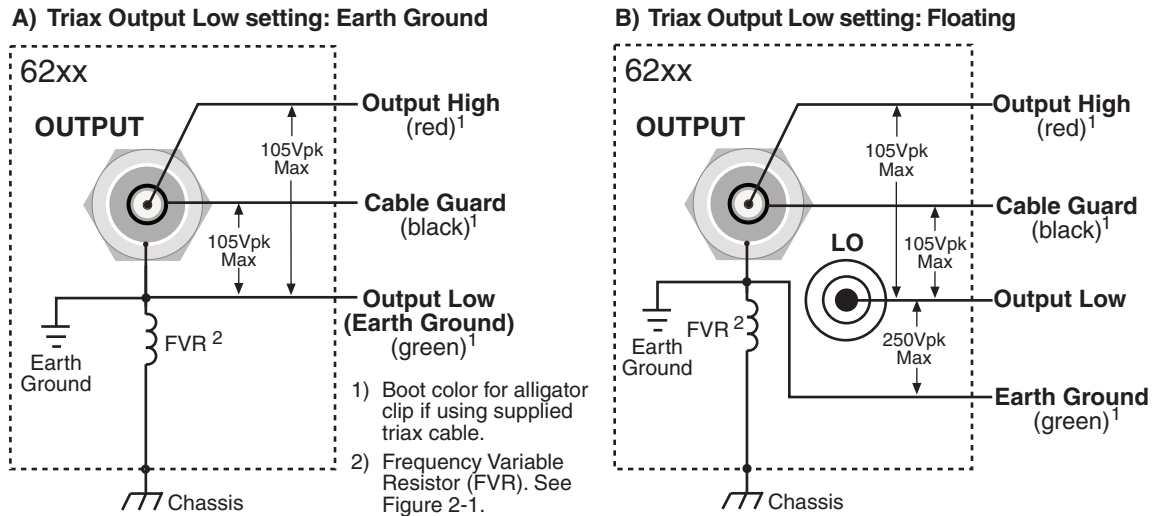 A) Triax Output Low setting: Earth Ground
62xx
OUTPUT
105Vpk
Max
105Vpk
Max
Output High
(red)1
Cable Guard
(black)1
Output Low
(Earth Ground)
(green)1
Earth
Ground
FVR 2
Chassis
1) Boot color for alligator
clip if using supplied
triax cable.
2) Frequency Variable
Resistor (FVR). See
Figure 2-1.
B) Triax Output Low setting: Floating
62xx
OUTPUT
105Vpk
Max
LO
105Vpk
Max
250Vpk
Max
Output High
(red)1
Cable Guard
(black)1
Output Low
Earth Ground
(green)1
Earth
Ground
FVR 2
Chassis